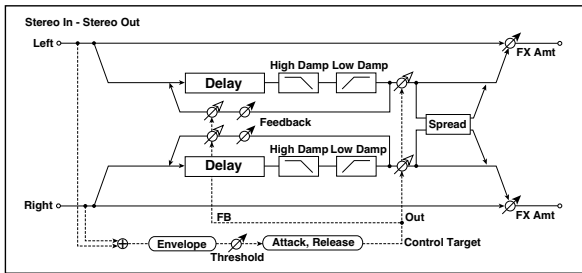 Stereo In - Stereo Out
Left
FX Amt
High Damp Low Damp
Delay
Feedback
Spread
High Damp Low Damp
Delay
Right
FB
Out
FX Amt
Envelope
Threshold
Attack, Release
Control Target